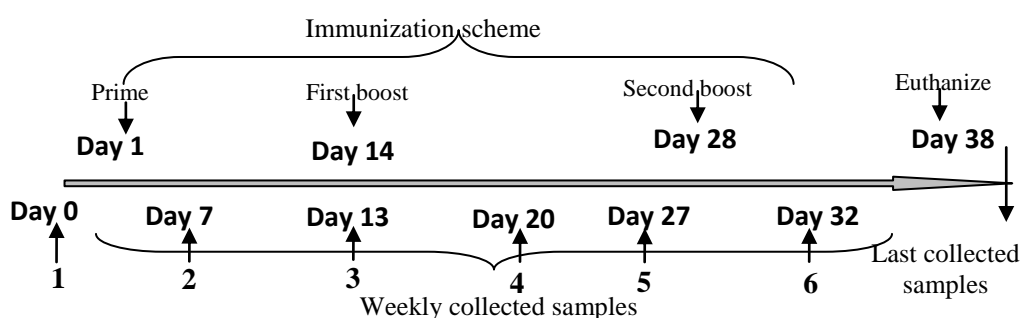 Immunization scheme
Prime First boost Second boost Euthanize
Day 1 Day 14 Day 28 Day 38
Day 0 Day 7 Day 13 Day 20 Day 27 Day 32
1 2 3 4 5 6
Last collected
samples
Weekly collected samples